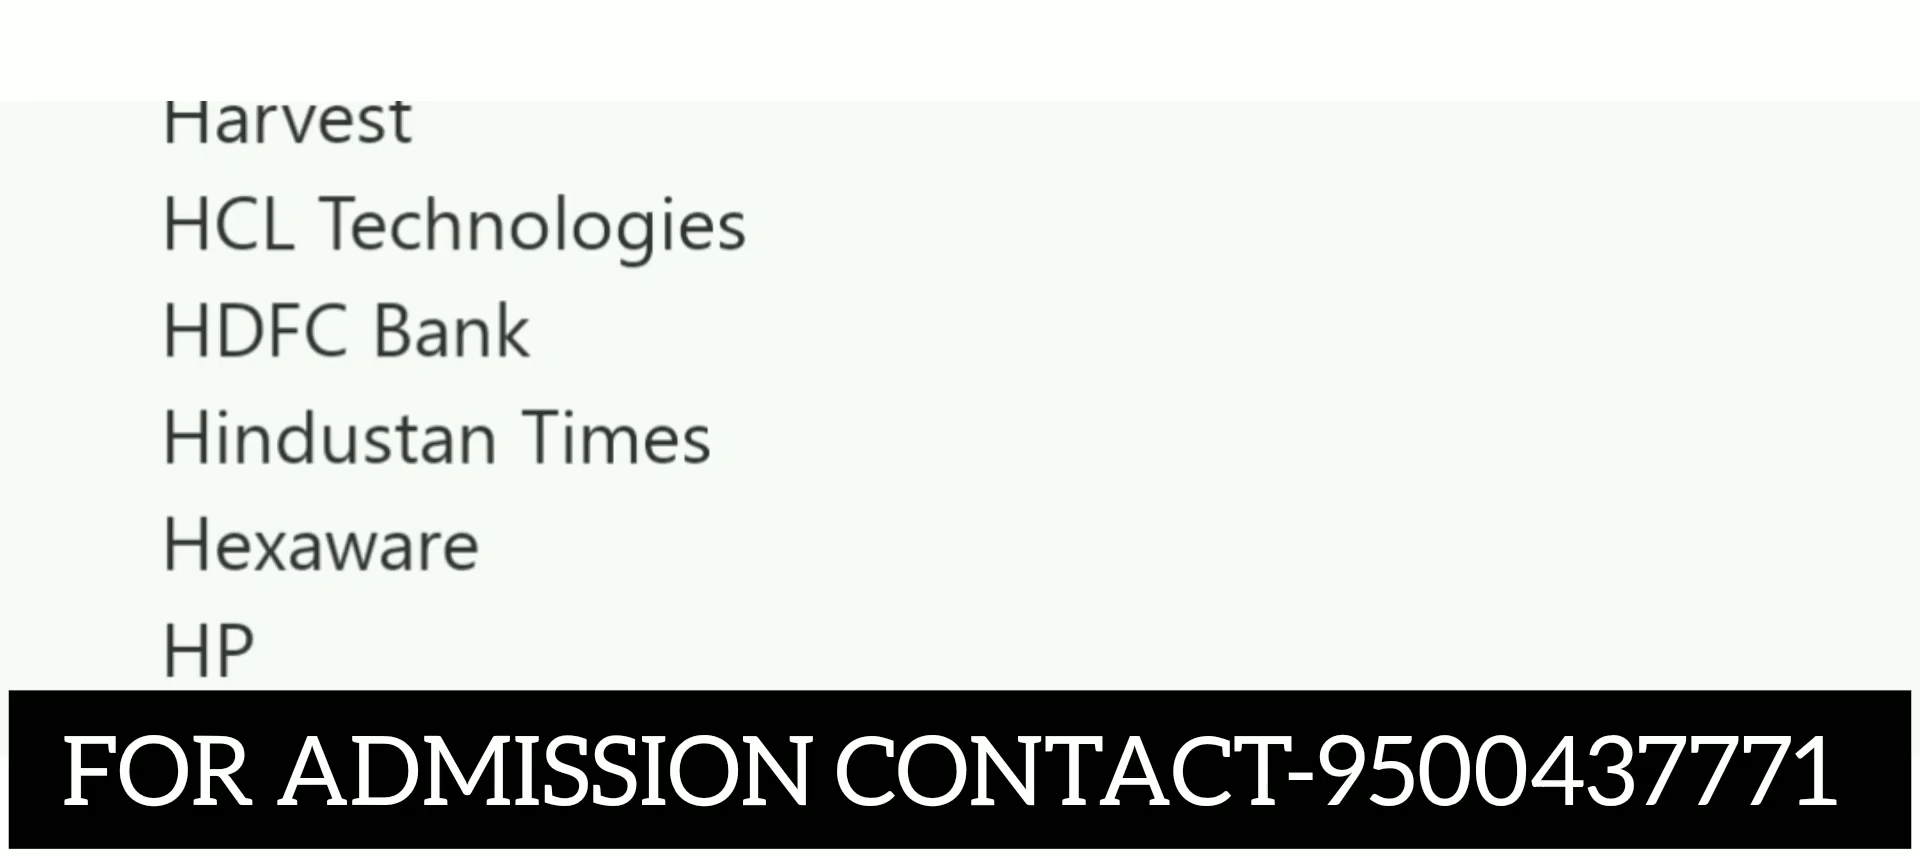 Harvest
HCL Technologies
HDFC Bank
Hindustan Times
Hexaware
HP
FOR ADMISSION CONTACT-9500437771